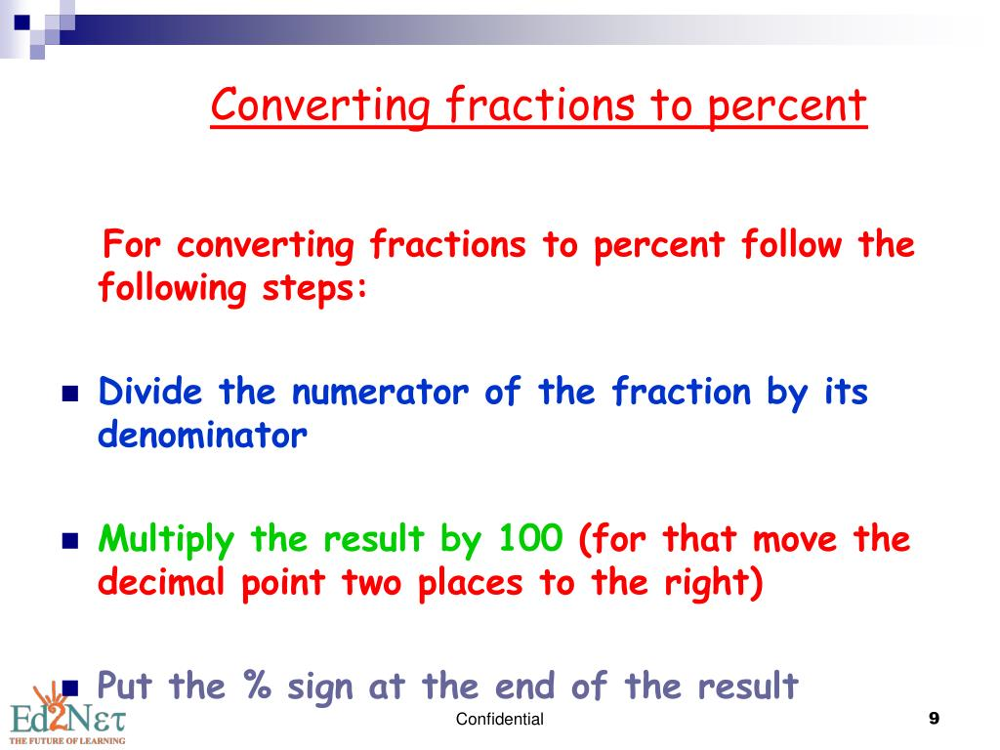 Converting fractions to percent
For converting fractions to percent follow the
following steps:
Divide the numerator of the fraction by its
denominator
Multiply the result by 100 (for that move the
decimal point two places to the right)
Put the % sign at the end of the result
Ed2Net
THE FUTURE OF LEARNING
Confidential
9